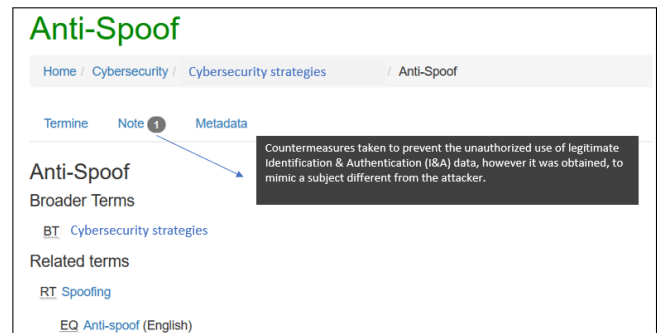 Anti-Spoof
Home / Cybersecurity / Cybersecurity strategies / Anti-Spoof
Termine Note 1 Metadata
Countermeasures taken to prevent the unauthorized use of legitimate
Identification & Authentication (I&A) data, however it was obtained, to
mimic a subject different from the attacker.
Anti-Spoof
Broader Terms
BT Cybersecurity strategies
Related terms
RT Spoofing
EQ Anti-spoof (English)